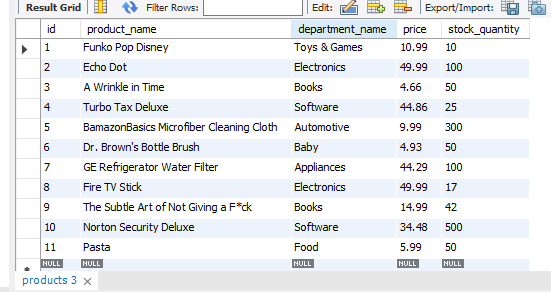 Result Grid Filter Rows: Edit: Export/Import:
id product_name department_name price stock_quantity
1 Funko Pop Disney Toys & Games 10.99 10
2 Echo Dot Electronics 49.99 100
3 A Wrinkle in Time Books 4.66 50
4 Turbo Tax Deluxe Software 44.86 25
5 BamazonBasics Microfiber Cleaning Cloth Automotive 9.99 300
6 Dr. Brown's Bottle Brush Baby 4.93 50
7 GE Refrigerator Water Filter Appliances 44.29 100
8 Fire TV Stick Electronics 49.99 17
9 The Subtle Art of Not Giving a F*ck Books 14.99 42
10 Norton Security Deluxe Software 34.48 500
11 Pasta Food 5.99 50
NULL NULL NULL NULL NULL
products 3